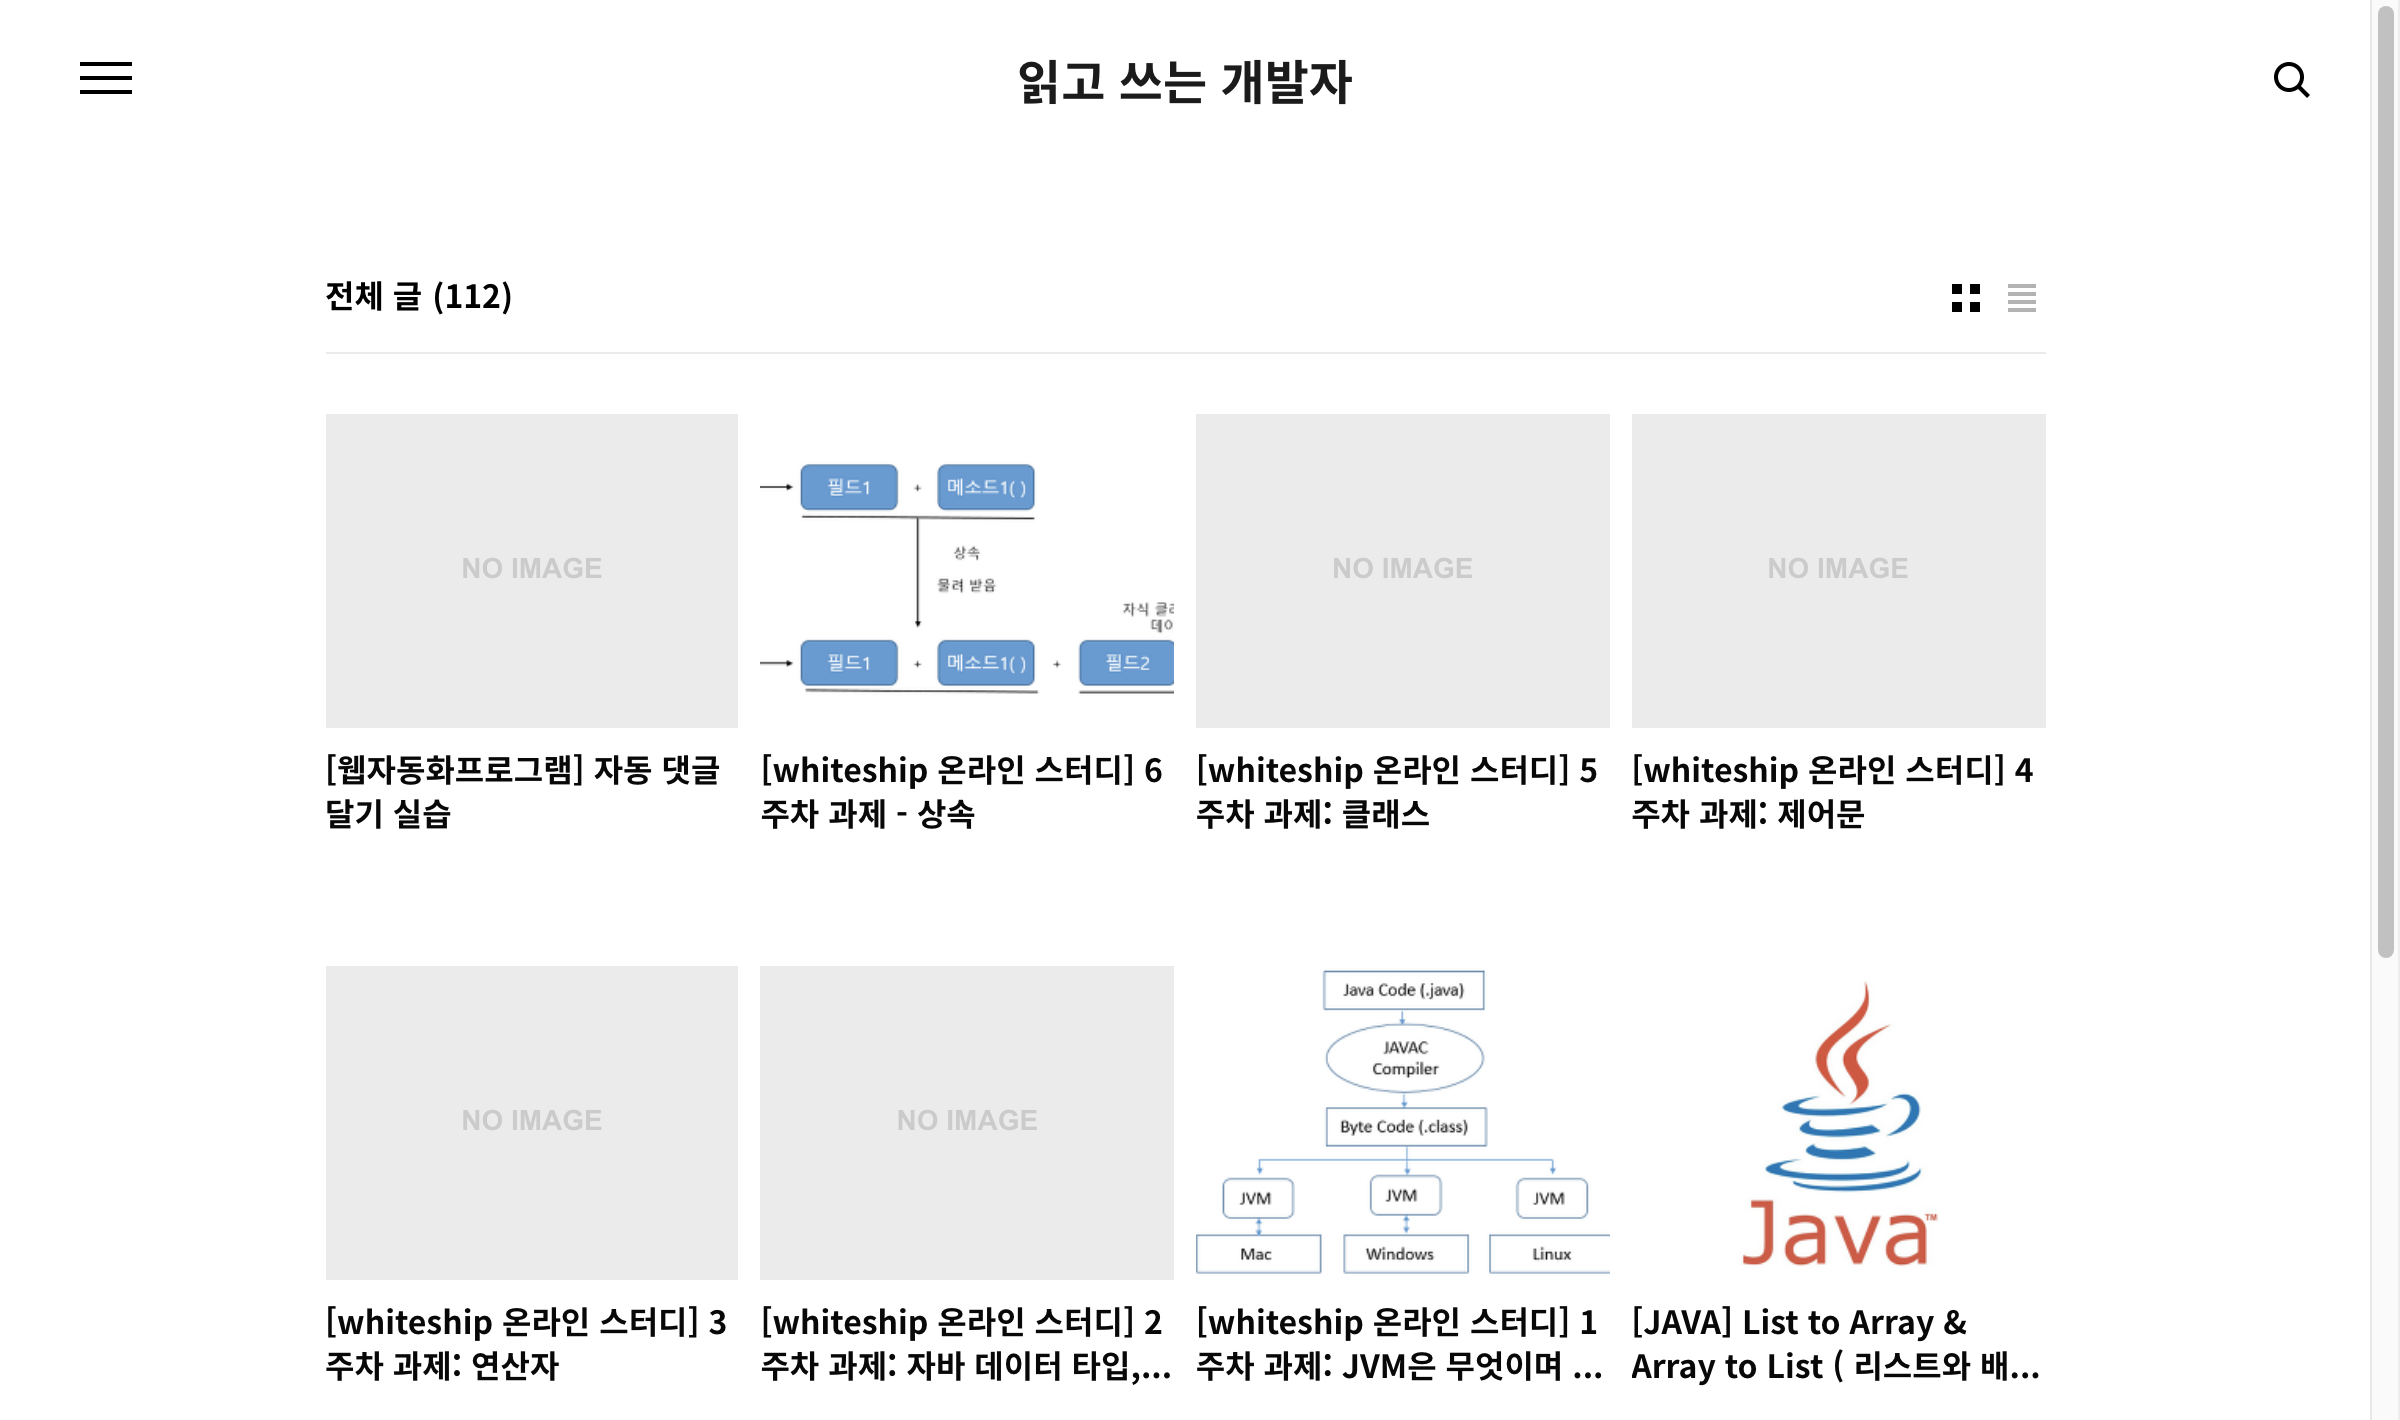 읽고 쓰는 개발자
전체 글 (112)
NO IMAGE
필드1 + 메소드1( )
상속
물려 받음
필드1 + 메소드1( ) + 필드2
자식
NO IMAGE
NO IMAGE
[웹자동화프로그램] 자동 댓글
달기 실습
[whiteship 온라인 스터디] 6
주차 과제 - 상속
[whiteship 온라인 스터디] 5
주차 과제: 클래스
[whiteship 온라인 스터디] 4
주차 과제: 제어문
NO IMAGE
NO IMAGE
Java Code (.java)
JAVAC
Compiler
Byte Code (.class)
JVM
JVM
JVM
Mac
Windows
Linux
Java™
[whiteship 온라인 스터디] 3
주차 과제: 연산자
[whiteship 온라인 스터디] 2
주차 과제: 자바 데이터 타입,...
[whiteship 온라인 스터디] 1
주차 과제: JVM은 무엇이며 ...
[JAVA] List to Array &
Array to List ( 리스트와 배...